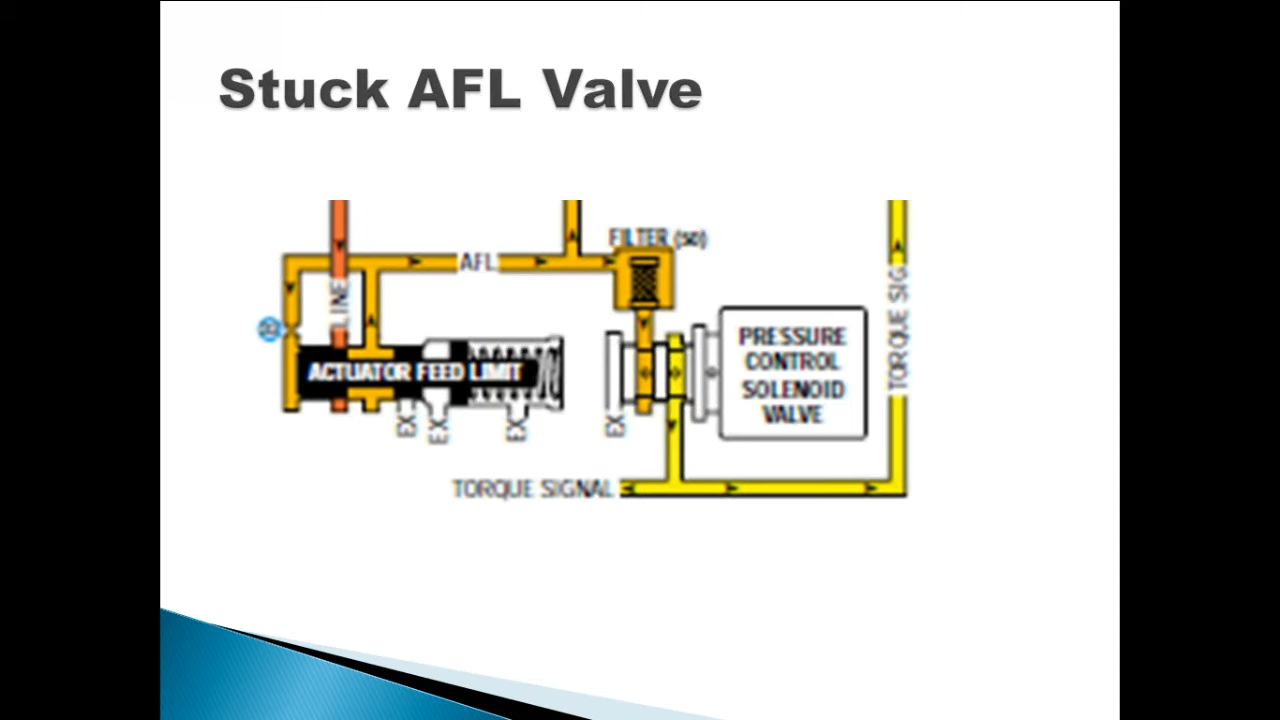 Stuck AFL Valve
FILTER (50)
AFL
LINE
TORQUE SIG
PRESSURE
CONTROL
SOLENOID
VALVE
ACTUATOR FEED LIMIT
EX
EX
EX
EX
TORQUE SIGNAL